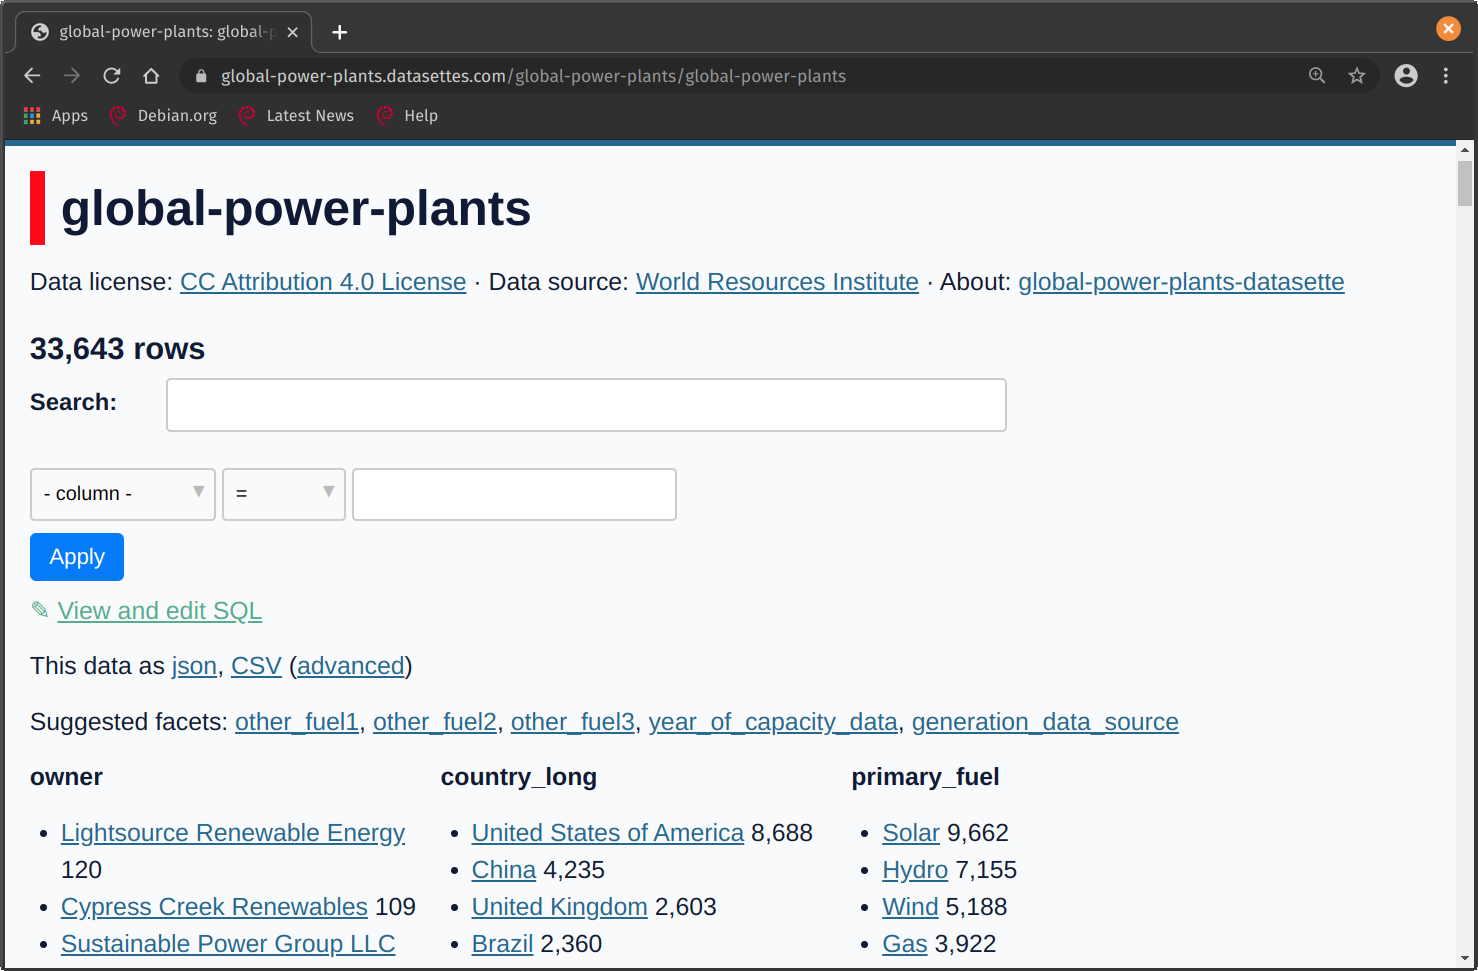 global-power-plants: global-p
global-power-plants.datasettes.com/global-power-plants/global-power-plants
Apps Debian.org Latest News Help
global-power-plants
Data license: CC Attribution 4.0 License · Data source: World Resources Institute · About: global-power-plants-datasette
33,643 rows
Search:
- column - ▼ = ▼
Apply
✎ View and edit SQL
This data as json, CSV (advanced)
Suggested facets: other_fuel1, other_fuel2, other_fuel3, year_of_capacity_data, generation_data_source
owner country_long primary_fuel
• Lightsource Renewable Energy • United States of America 8,688 • Solar 9,662
120 • China 4,235 • Hydro 7,155
• Cypress Creek Renewables 109 • United Kingdom 2,603 • Wind 5,188
• Sustainable Power Group LLC • Brazil 2,360 • Gas 3,922